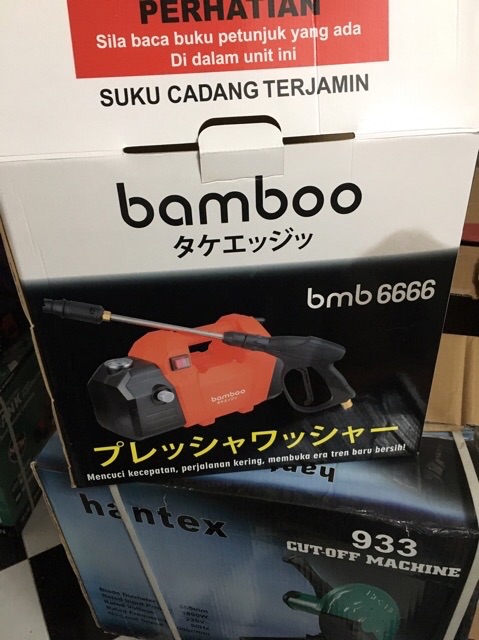 PERHATIAN
Sila baca buku petunjuk yang ada
Di dalam unit ini
SUKU CADANG TERJAMIN
bamboo
タケエッジッ
bmb 6666
bamboo
プレッシャワッシャー
Mencuci kecepatan, perjalanan kering, membuka era tren baru bersih!
hantex
hantex
933
CUT-OFF MACHINE